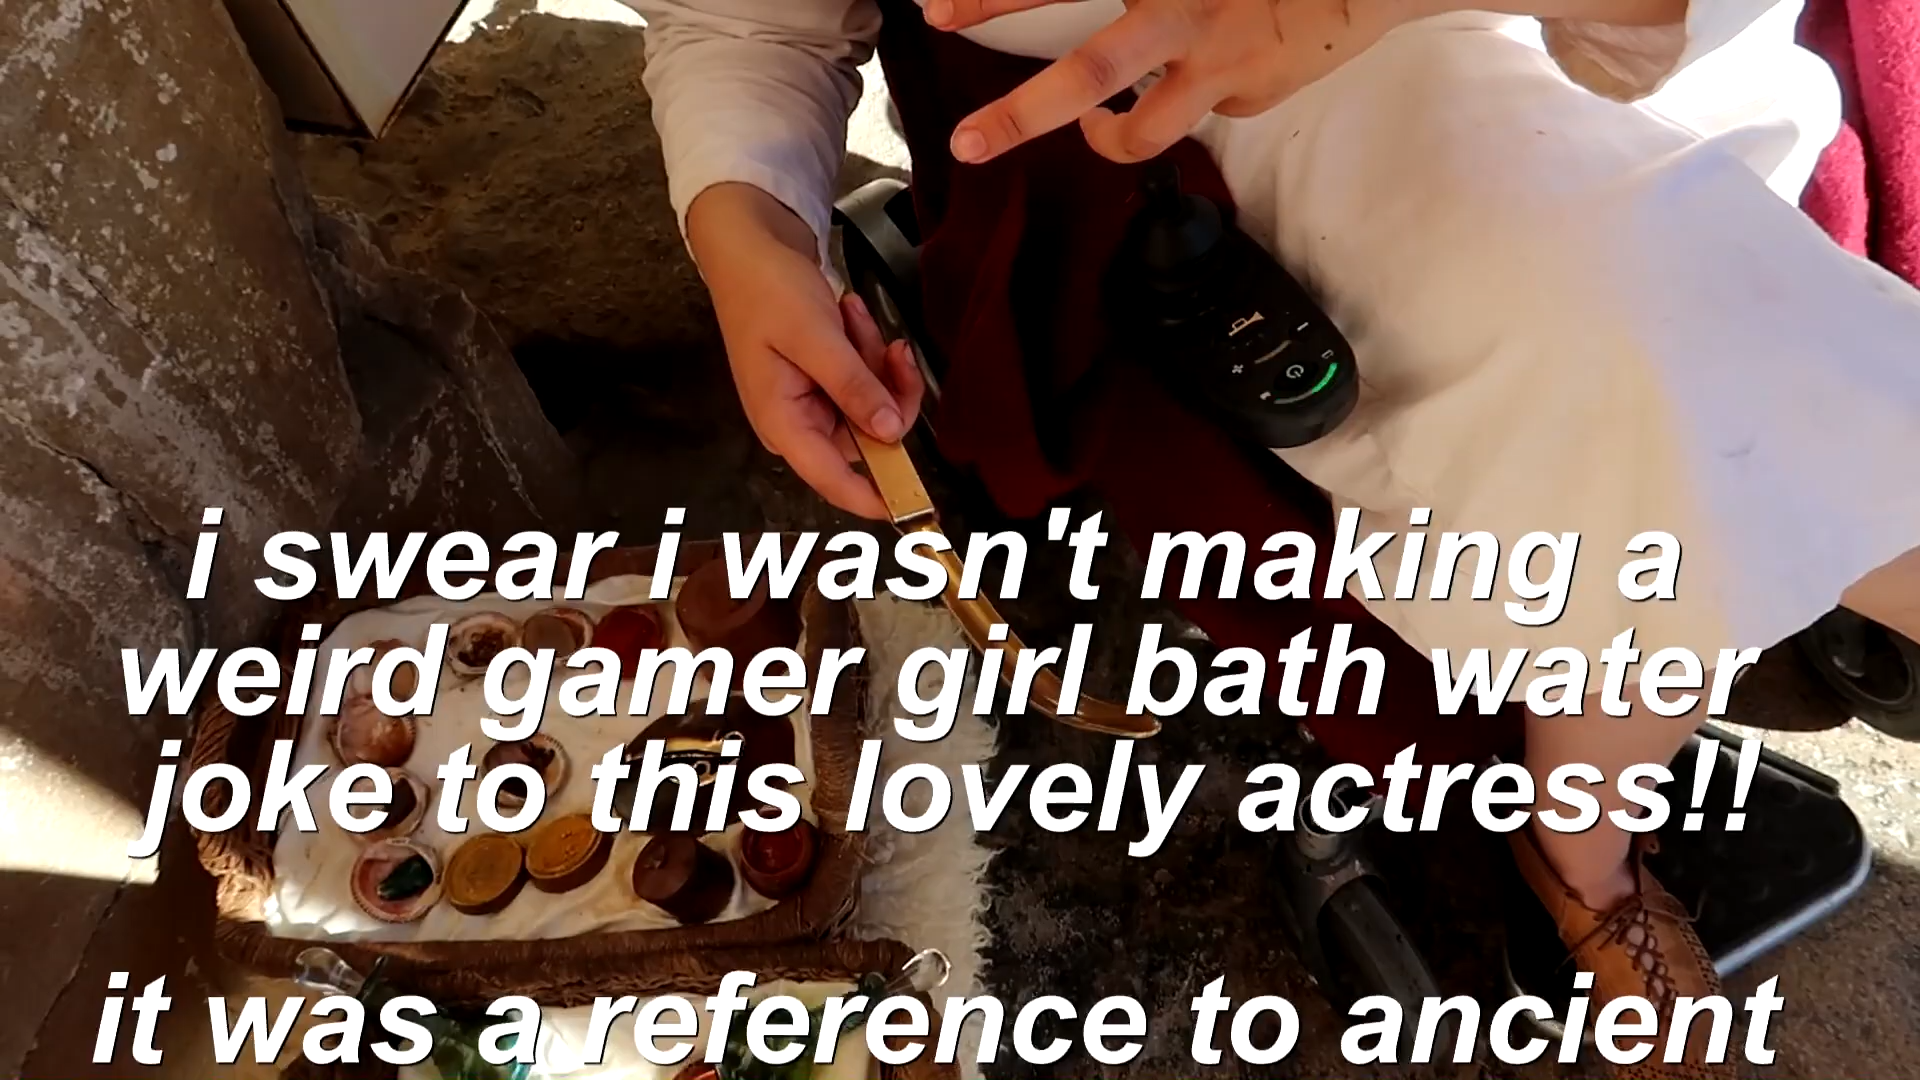 i swear i wasn't making a
weird gamer girl bath water
joke to this lovely actress!!
it was a reference to ancient